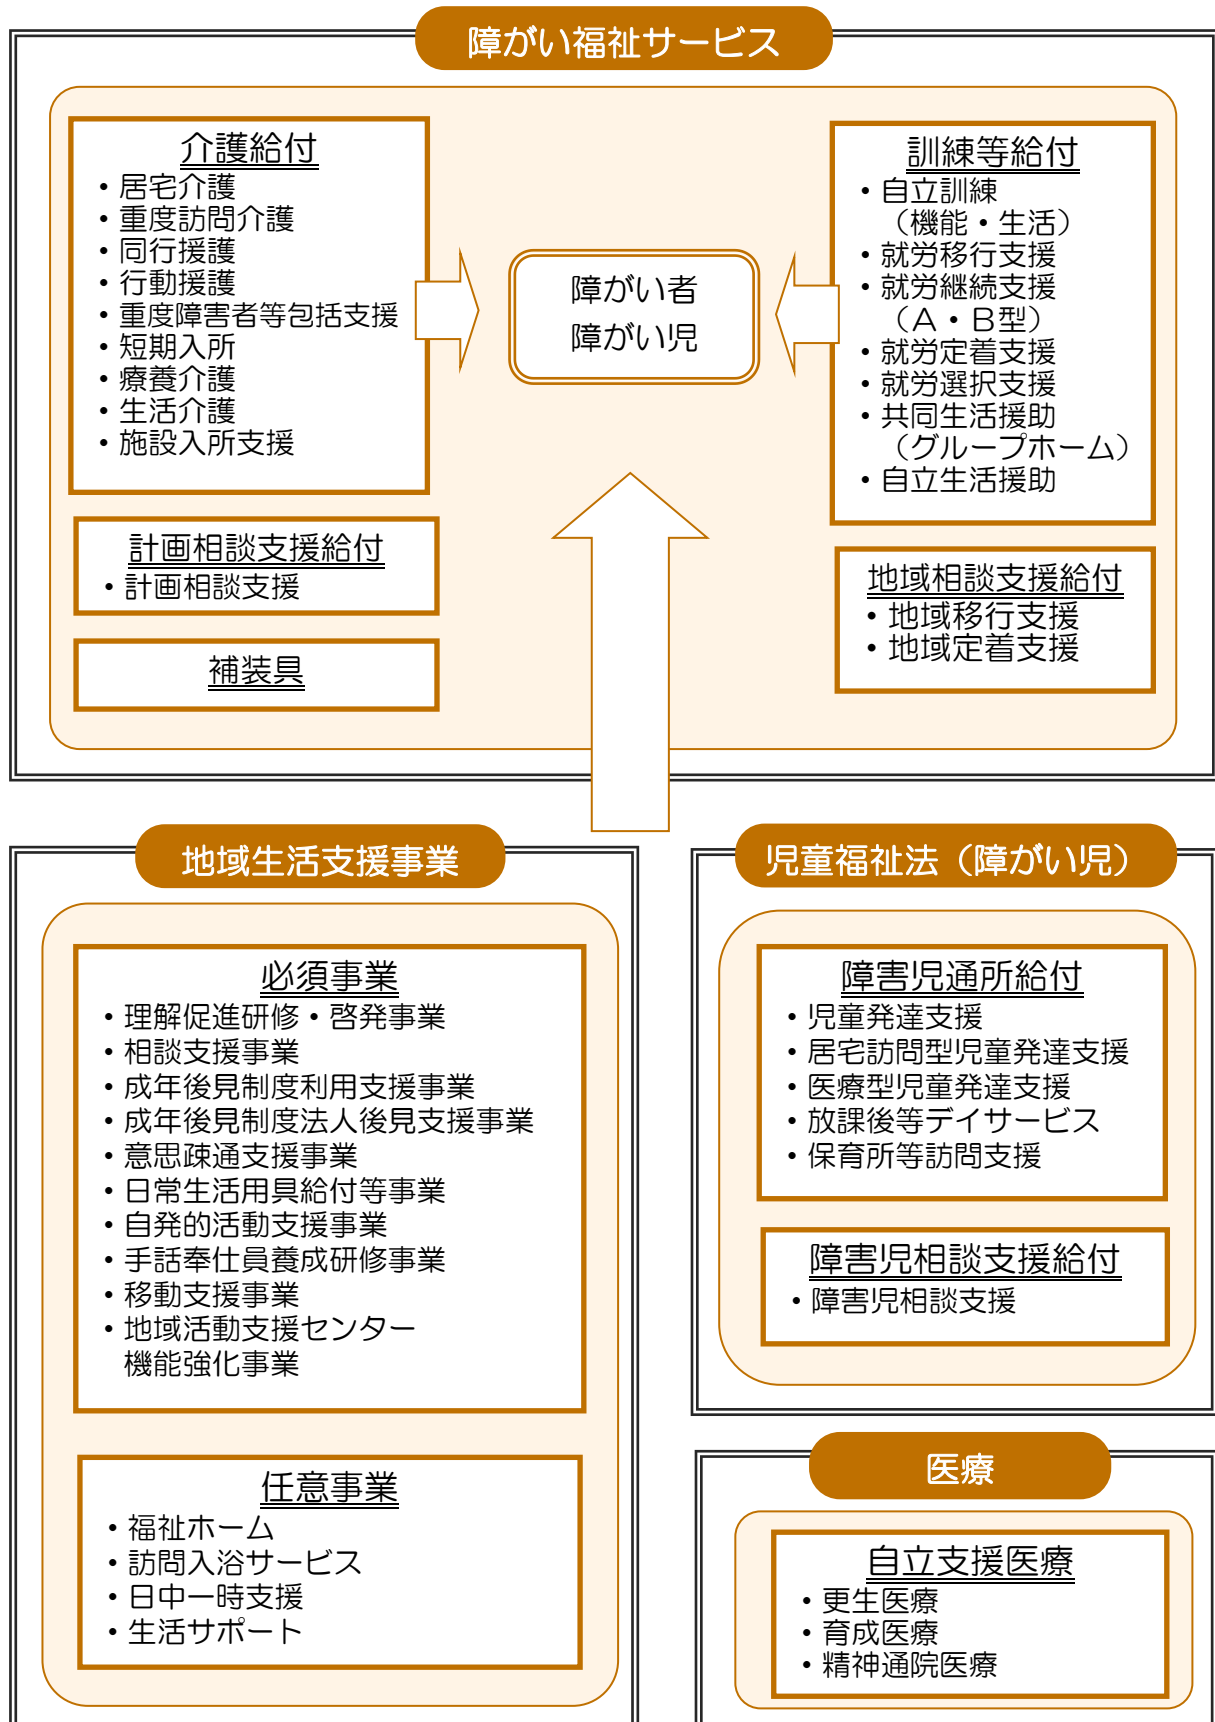 障がい福祉サービス
介護給付
・居宅介護
・重度訪問介護
・同行援護
・行動援護
・重度障害者等包括支援
・短期入所
・療養介護
・生活介護
・施設入所支援
計画相談支援給付
・計画相談支援
補装具
障がい者
障がい児
訓練等給付
・自立訓練
（機能・生活）
・就労移行支援
・就労継続支援
（A・B型）
・就労定着支援
・就労選択支援
・共同生活援助
（グループホーム）
・自立生活援助
地域相談支援給付
・地域移行支援
・地域定着支援
地域生活支援事業
必須事業
・理解促進研修・啓発事業
・相談支援事業
・成年後見制度利用支援事業
・成年後見制度法人後見支援事業
・意思疎通支援事業
・日常生活用具給付等事業
・自発的活動支援事業
・手話奉仕員養成研修事業
・移動支援事業
・地域活動支援センター
機能強化事業
任意事業
・福祉ホーム
・訪問入浴サービス
・日中一時支援
・生活サポート
児童福祉法（障がい児）
障害児通所給付
・児童発達支援
・居宅訪問型児童発達支援
・医療型児童発達支援
・放課後等デイサービス
・保育所等訪問支援
障害児相談支援給付
・障害児相談支援
医療
自立支援医療
・更生医療
・育成医療
・精神通院医療